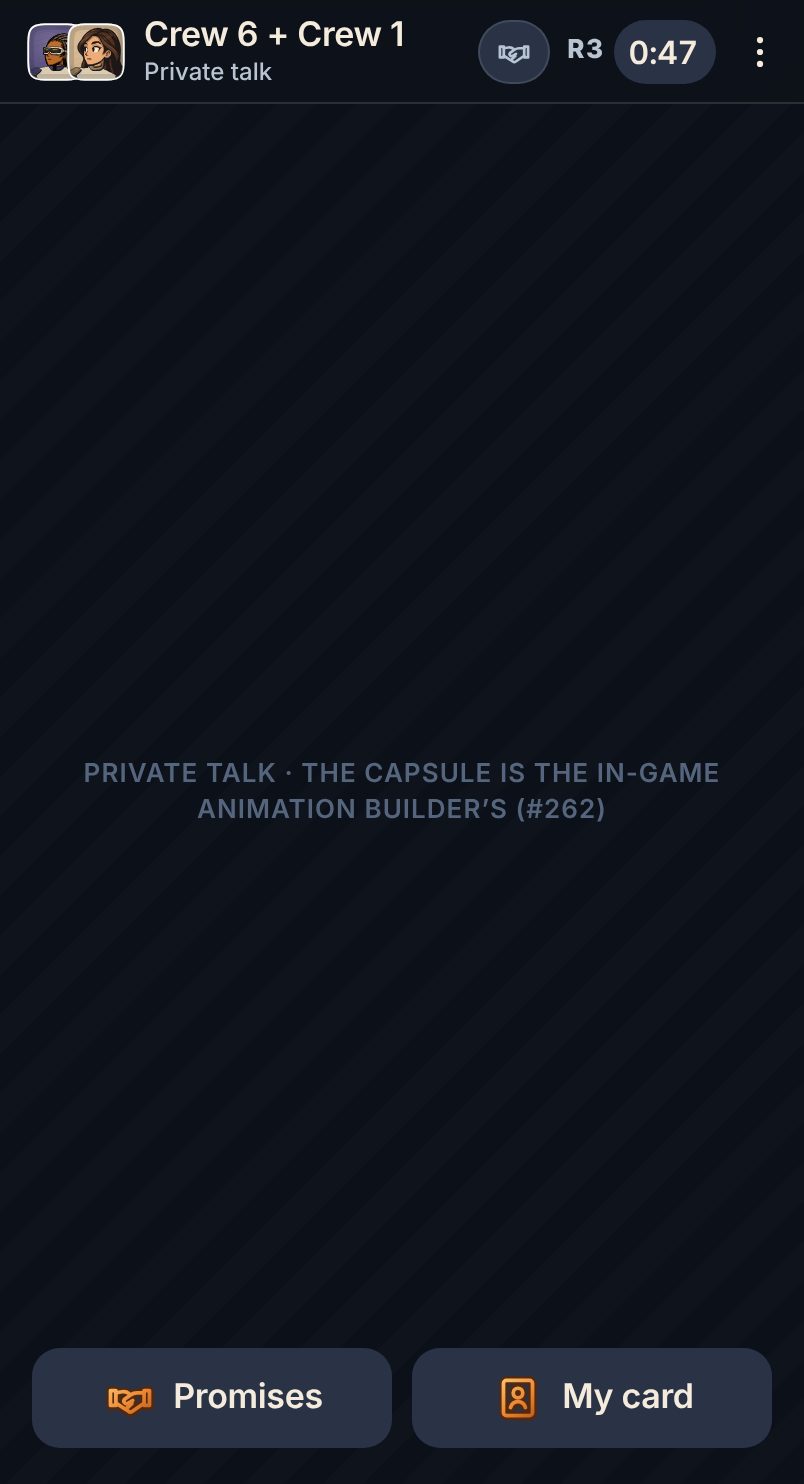 Crew 6 + Crew 1
Private talk
R3
0:47
PRIVATE TALK · THE CAPSULE IS THE IN-GAME
ANIMATION BUILDER’S (#262)
Promises
My card